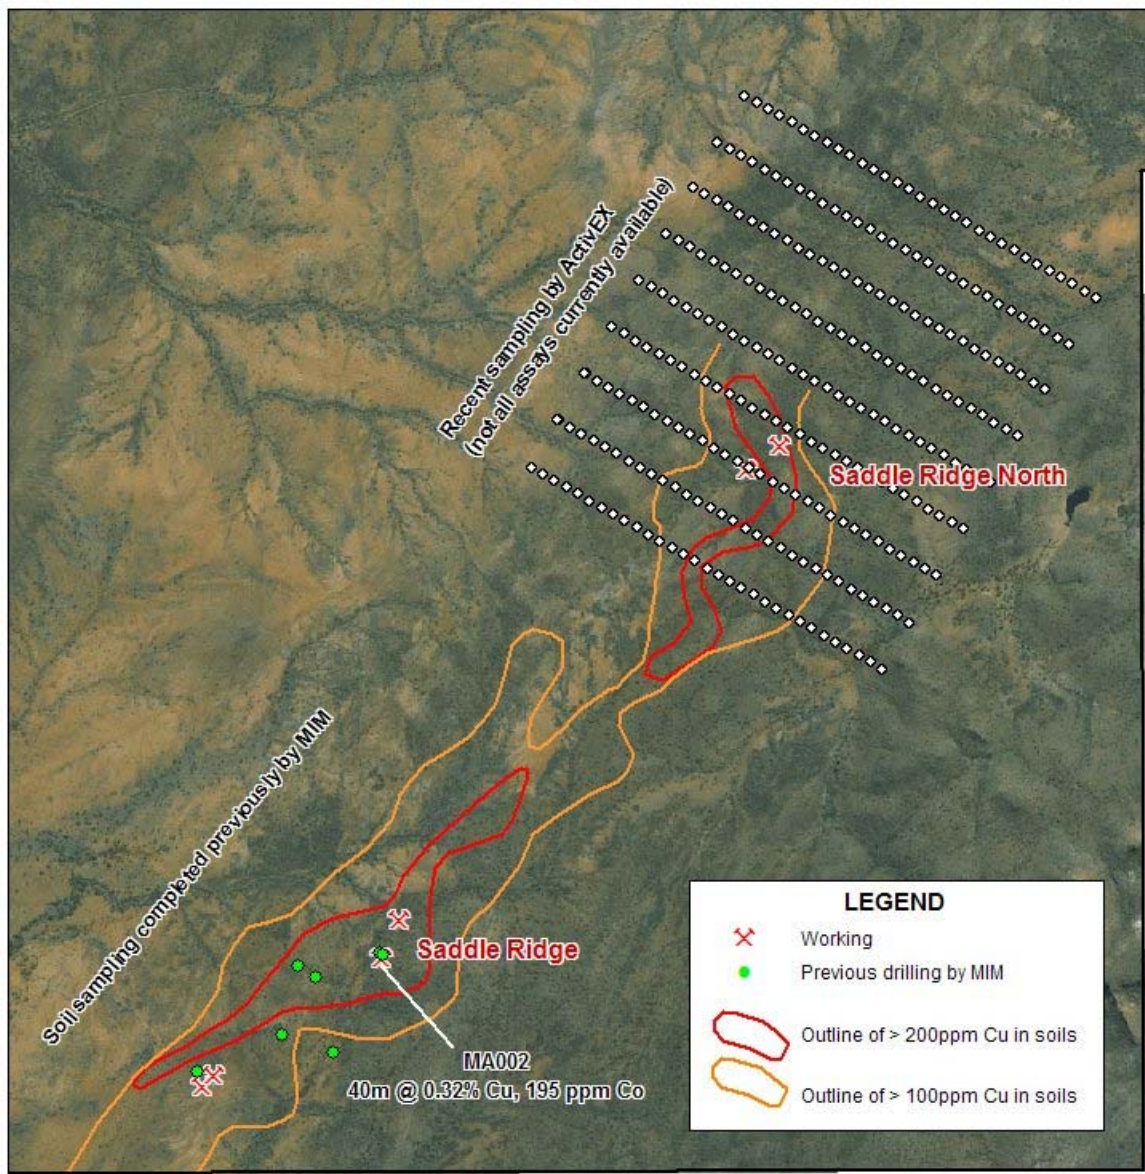 Recent sampling by ActivEX
(not all assays currently available)
Saddle Ridge North
Soil sampling completed previously by MIM
Saddle Ridge
MA002
40m @ 0.32% Cu, 195 ppm Co
LEGEND
Working
Previous drilling by MIM
Outline of > 200ppm Cu in soils
Outline of > 100ppm Cu in soils